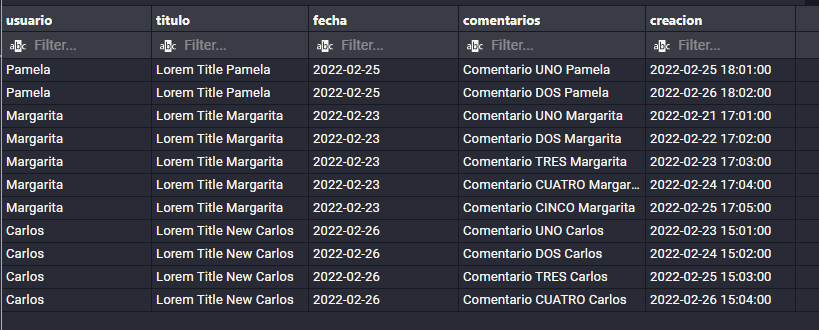 usuario titulo fecha comentarios creacion
abc Filter... abc Filter... abc Filter... abc Filter... abc Filter...
Pamela Lorem Title Pamela 2022-02-25 Comentario UNO Pamela 2022-02-25 18:01:00
Pamela Lorem Title Pamela 2022-02-25 Comentario DOS Pamela 2022-02-26 18:02:00
Margarita Lorem Title Margarita 2022-02-23 Comentario UNO Margarita 2022-02-21 17:01:00
Margarita Lorem Title Margarita 2022-02-23 Comentario DOS Margarita 2022-02-22 17:02:00
Margarita Lorem Title Margarita 2022-02-23 Comentario TRES Margarita 2022-02-23 17:03:00
Margarita Lorem Title Margarita 2022-02-23 Comentario CUATRO Margar... 2022-02-24 17:04:00
Margarita Lorem Title Margarita 2022-02-23 Comentario CINCO Margarita 2022-02-25 17:05:00
Carlos Lorem Title New Carlos 2022-02-26 Comentario UNO Carlos 2022-02-23 15:01:00
Carlos Lorem Title New Carlos 2022-02-26 Comentario DOS Carlos 2022-02-24 15:02:00
Carlos Lorem Title New Carlos 2022-02-26 Comentario TRES Carlos 2022-02-25 15:03:00
Carlos Lorem Title New Carlos 2022-02-26 Comentario CUATRO Carlos 2022-02-26 15:04:00